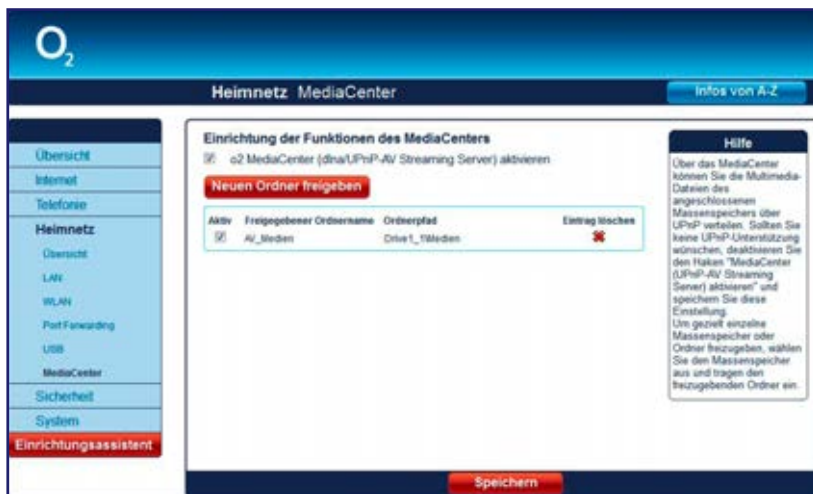 O2
Heimnetz MediaCenter
Infos von A-Z
Übersicht
Internet
Telefonie
Heimnetz
Übersicht
LAN
WLAN
Port Forwarding
USB
MediaCenter
Sicherheit
System
Einrichtungsassistent
Einrichtung der Funktionen des MediaCenters
o2 MediaCenter (dlna/UPnP-AV Streaming Server) aktivieren
Neuen Ordner freigeben
Aktiv Freigegebener Ordnername Ordnerpfad Eintrag löschen
AV_Medien Drive1_1\Medien
Speichern
Hilfe
Über das MediaCenter
können Sie die Multimedia-
Dateien des
angeschlossenen
Massenspeichers über
UPnP verteilen. Sollten Sie
keine UPnP-Unterstützung
wünschen, deaktivieren Sie
den Haken "MediaCenter
(UPnP-AV Streaming
Server) aktivieren" und
speichern Sie diese
Einstellung.
Um gezielt einzelne
Massenspeicher oder
Ordner freizugeben, wählen
Sie den Massenspeicher
aus und tragen den
freizugebenden Ordner ein.